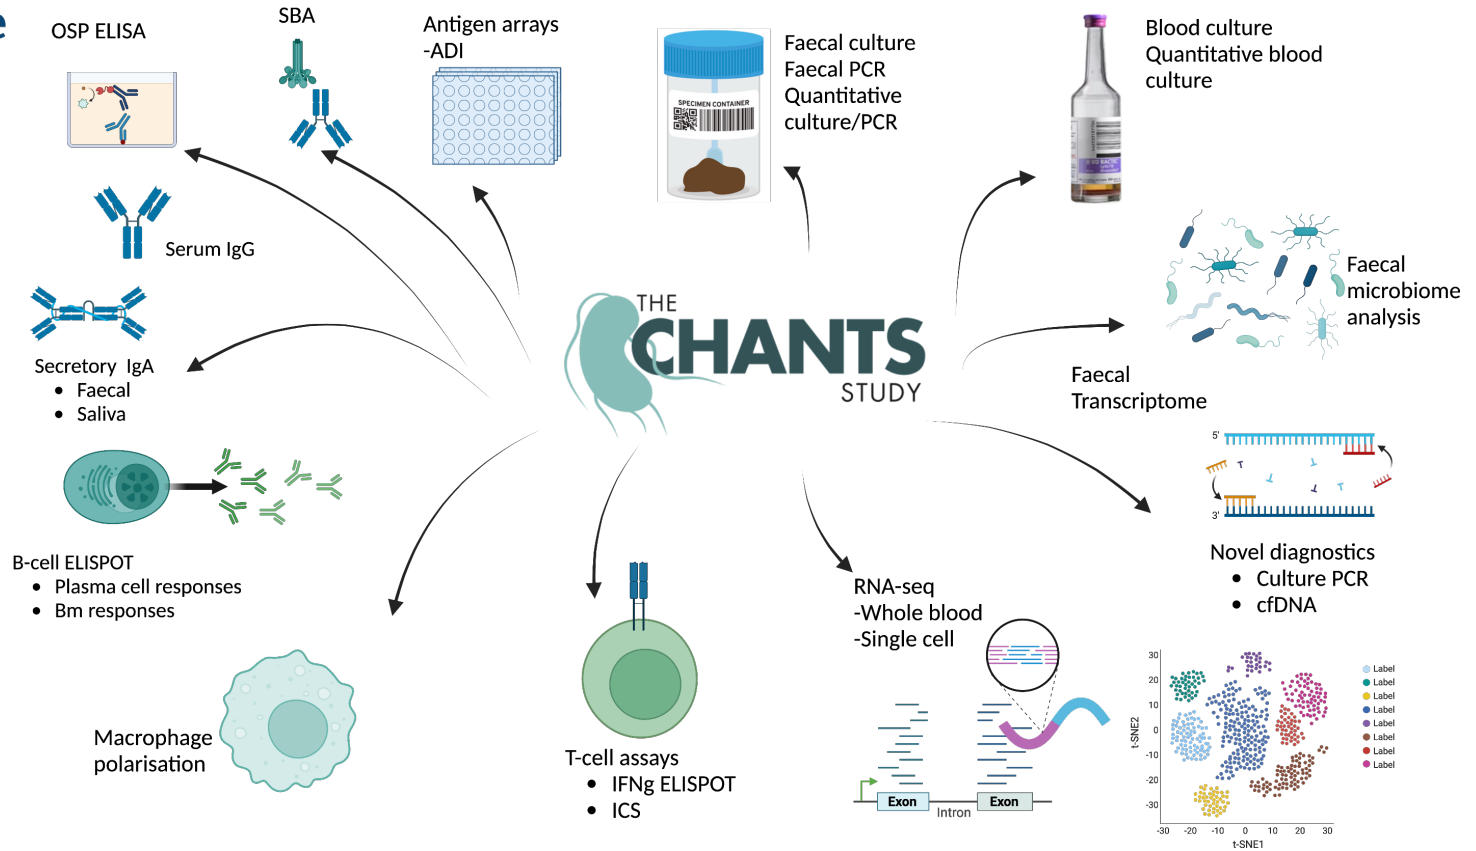 e
OSP ELISA
SBA
Antigen arrays
-ADI
SPECIMEN CONTAINER
Faecal culture
Faecal PCR
Quantitative
culture/PCR
Blood culture
Quantitative blood
culture
Serum IgG
Secretory IgA
• Faecal
• Saliva
THE
CHANTS
STUDY
Faecal
microbiome
analysis
Faecal
Transcriptome
5'
3'
Novel diagnostics
• Culture PCR
• cfDNA
B-cell ELISPOT
• Plasma cell responses
• Bm responses
Macrophage
polarisation
T-cell assays
• IFNg ELISPOT
• ICS
RNA-seq
-Whole blood
-Single cell
Exon
Exon
Intron
t-SNE2
30
20
10
0
-10
-20
-30
-30 -20 -10 0 10 20 30
t-SNE1
Label
Label
Label
Label
Label
Label
Label
Label